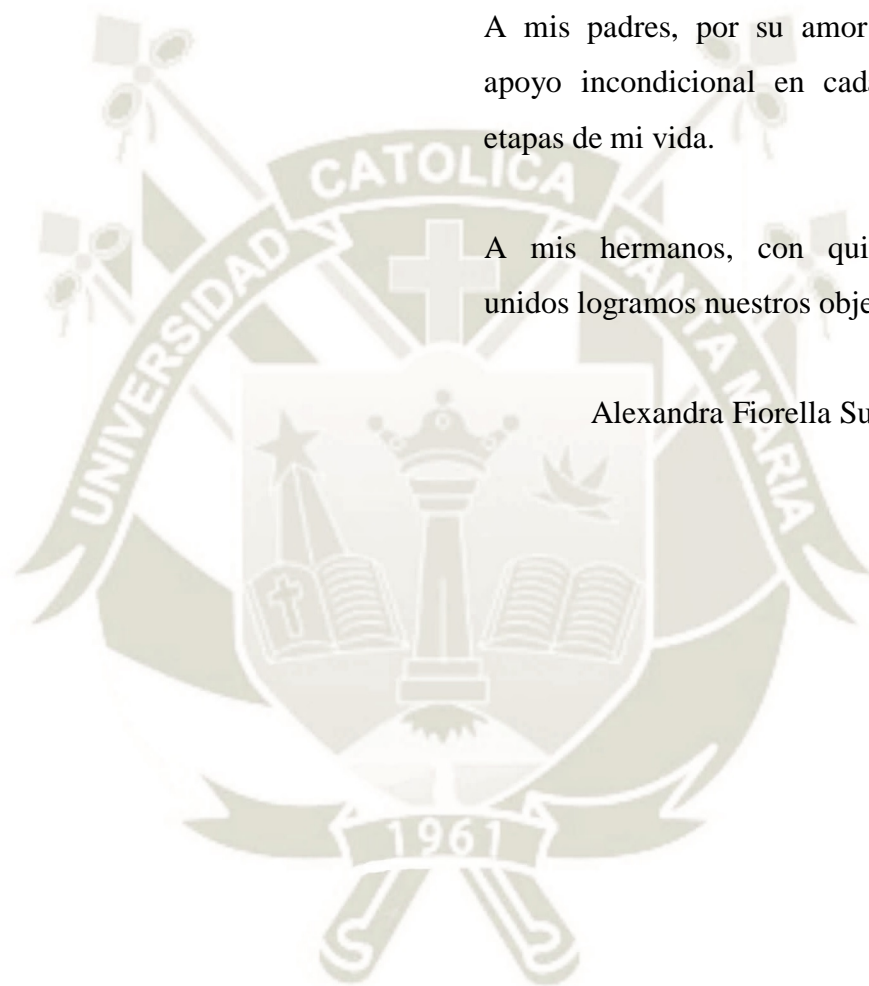 A mis padres, por su amor
apoyo incondicional en cada
etapas de mi vida.
A mis hermanos, con qui
unidos logramos nuestros obje
Alexandra Fiorella Su
UNIVERSIDAD CATOLICA SANTA MARIA
1961
S S